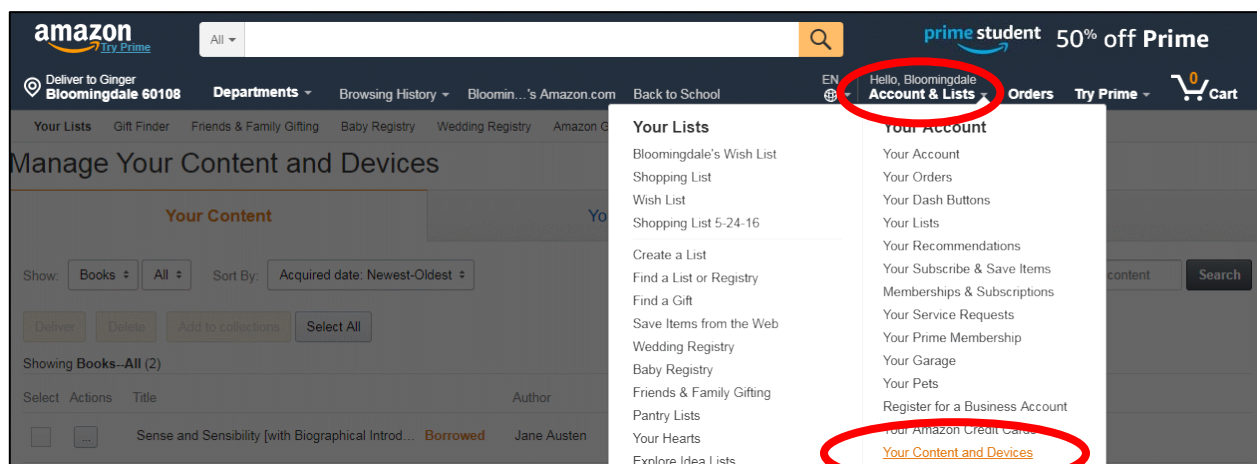 amazon
Try Prime
All
prime student 50% off Prime
Deliver to Ginger
Bloomingdale 60108
Departments
Browsing History
Bloomin...'s Amazon.com
Back to School
EN
Hello, Bloomingdale
Account & Lists
Orders
Try Prime
0
Cart
Your Lists Gift Finder Friends & Family Gifting Baby Registry Wedding Registry Amazon G
Manage Your Content and Devices
Your Content
Yo
Show: Books All Sort By: Acquired date: Newest-Oldest
content
Search
Deliver Delete Add to collections Select All
Showing Books--All (2)
Select Actions Title Author
... Sense and Sensibility [with Biographical Introd... Borrowed Jane Austen
Your Lists
Bloomingdale's Wish List
Shopping List
Wish List
Shopping List 5-24-16
Create a List
Find a List or Registry
Find a Gift
Save Items from the Web
Wedding Registry
Baby Registry
Friends & Family Gifting
Pantry Lists
Your Hearts
Explore Idea Lists
Your Account
Your Account
Your Orders
Your Dash Buttons
Your Lists
Your Recommendations
Your Subscribe & Save Items
Memberships & Subscriptions
Your Service Requests
Your Prime Membership
Your Garage
Your Pets
Register for a Business Account
Your Amazon Credit Cards
Your Content and Devices